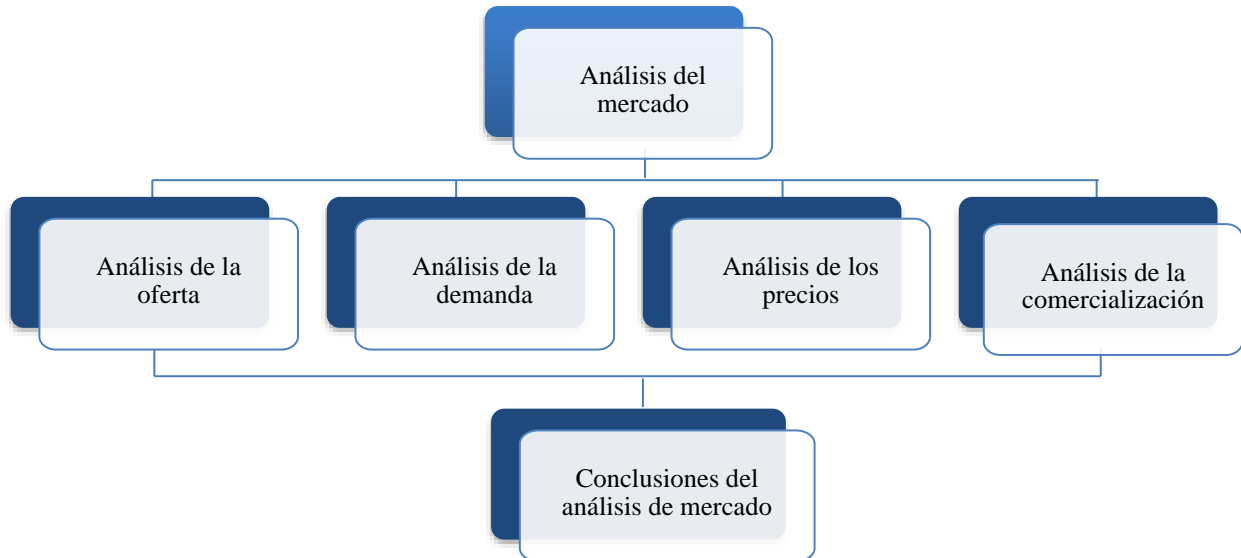 Análisis del
mercado
Análisis de la
oferta
Análisis de la
demanda
Análisis de los
precios
Análisis de la
comercialización
Conclusiones del
análisis de mercado